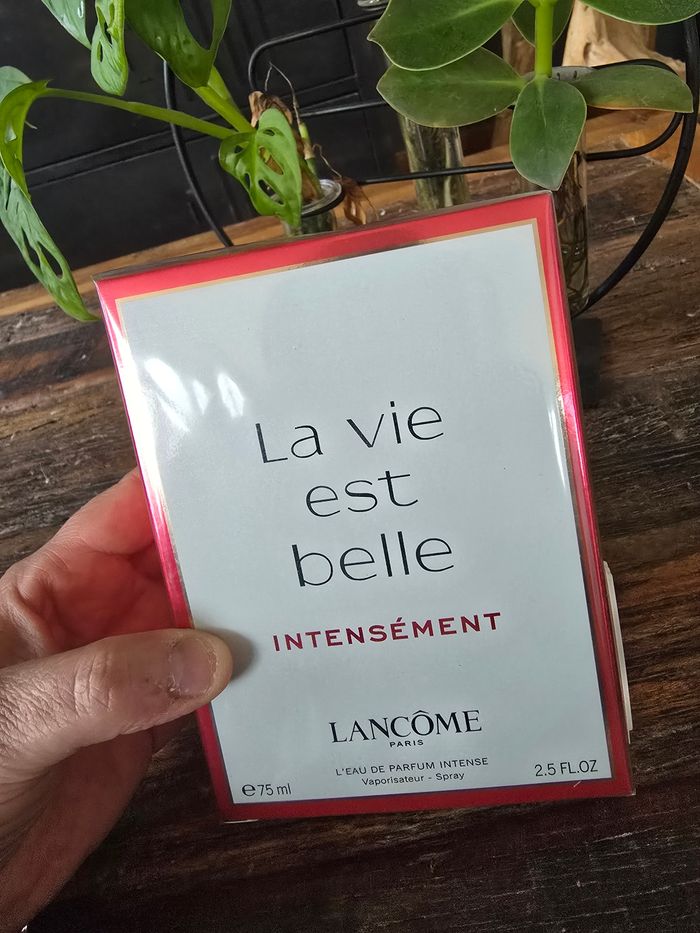 La vie
est
belle
INTENSÉMENT
LANCÔME
PARIS
L'EAU DE PARFUM INTENSE
Vaporisateur - Spray
℮75 ml
2.5 FL.OZ